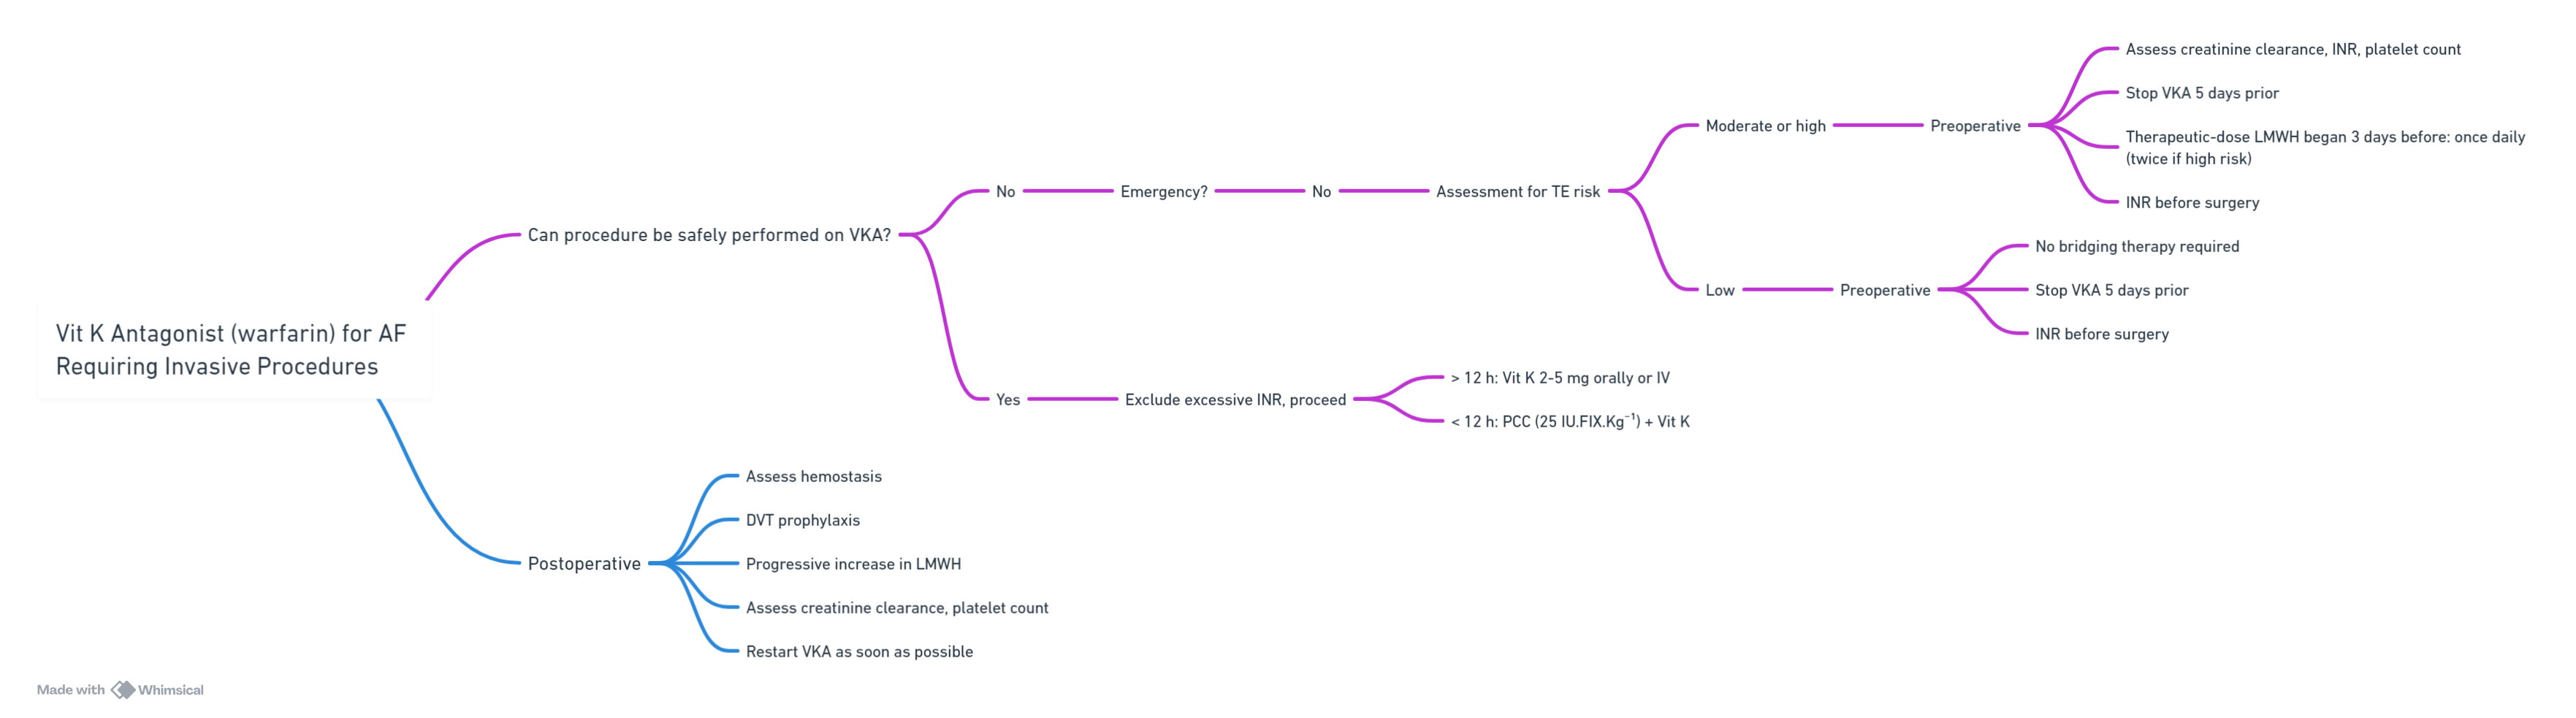 Vit K Antagonist (warfarin) for AF
Requiring Invasive Procedures
Can procedure be safely performed on VKA?
No
Emergency?
No
Assessment for TE risk
Moderate or high
Preoperative
Assess creatinine clearance, INR, platelet count
Stop VKA 5 days prior
Therapeutic-dose LMWH began 3 days before: once daily
(twice if high risk)
INR before surgery
Low
Preoperative
No bridging therapy required
Stop VKA 5 days prior
INR before surgery
Yes
Exclude excessive INR, proceed
> 12 h: Vit K 2-5 mg orally or IV
< 12 h: PCC (25 IU.FIX.Kg⁻¹) + Vit K
Postoperative
Assess hemostasis
DVT prophylaxis
Progressive increase in LMWH
Assess creatinine clearance, platelet count
Restart VKA as soon as possible
Made with Whimsical